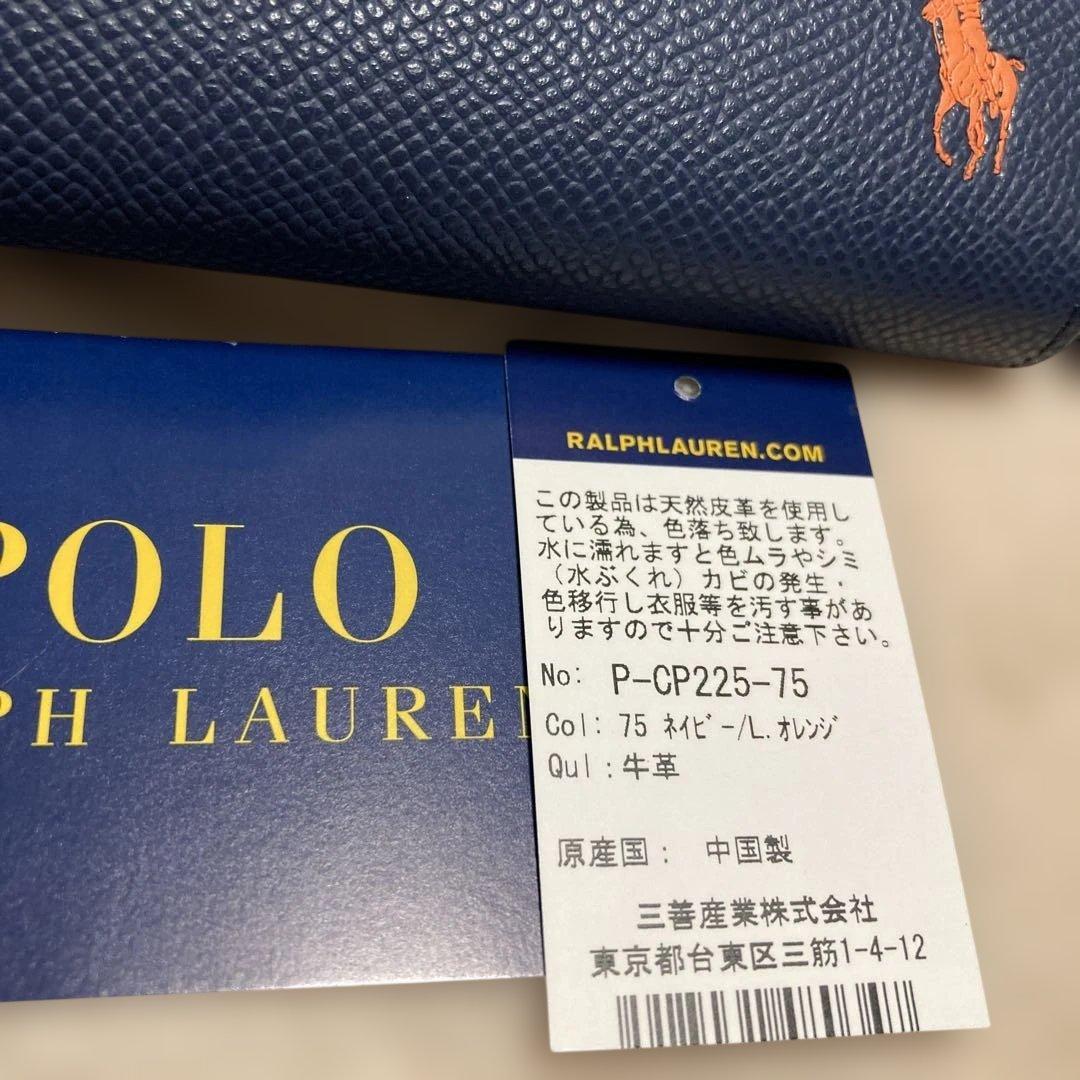 POLO
PH LAUREN
RALPHLAUREN.COM
この製品は天然皮革を使用し
ている為、色落ち致します。
水に濡れますと色ムラやシミ
（水ぶくれ）カビの発生・
色移行し衣服等を汚す事があ
りますので十分ご注意下さい。
No: P-CP225-75
Col: 75 ネイビー/L.オレンジ
Qul:牛革
原産国： 中国製
三善産業株式会社
東京都台東区三筋1-4-12